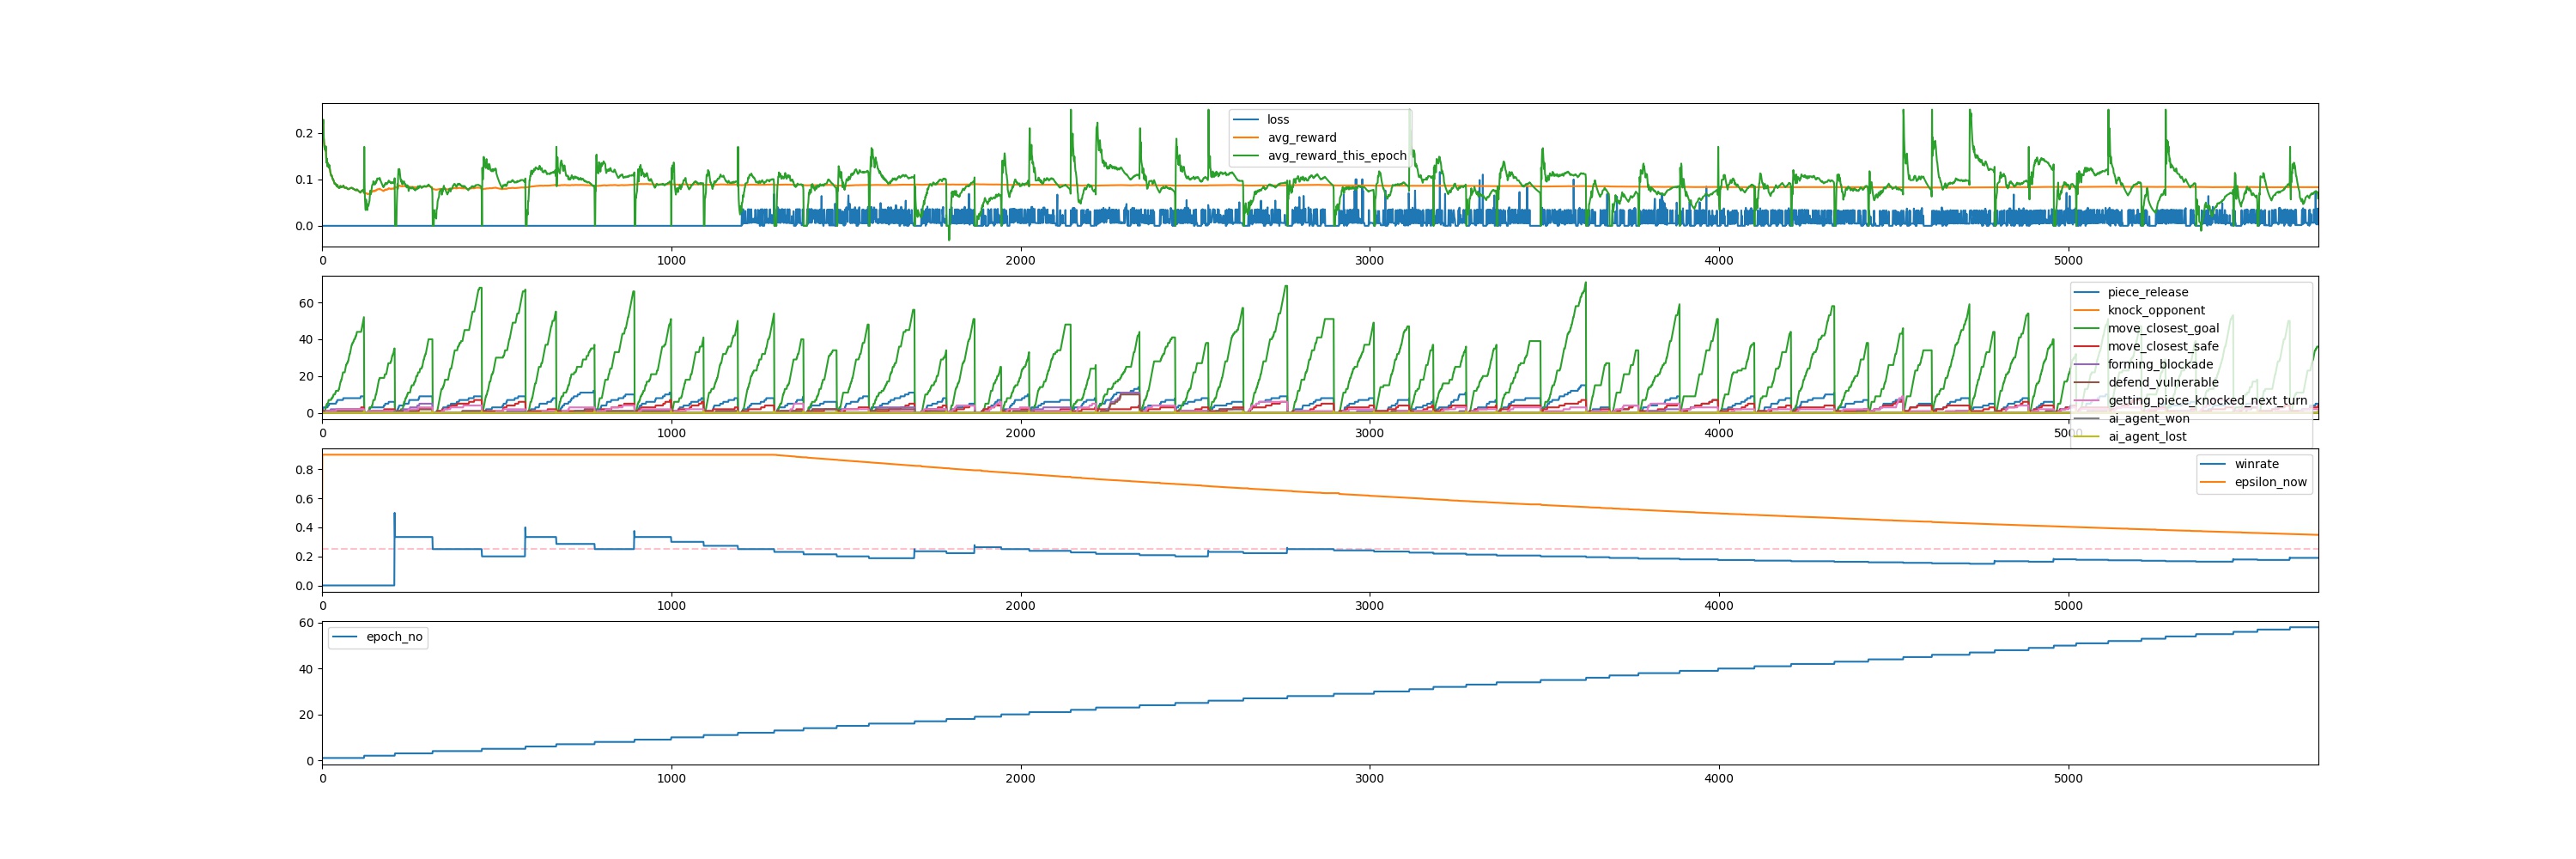 loss
avg_reward
avg_reward_this_epoch
0.2
0.1
0.0
0 1000 2000 3000 4000 5000
piece_release
knock_opponent
move_closest_goal
move_closest_safe
forming_blockade
defend_vulnerable
getting_piece_knocked_next_turn
ai_agent_won
ai_agent_lost
60
40
20
0
0 1000 2000 3000 4000 5000
winrate
epsilon_now
0.8
0.6
0.4
0.2
0.0
0 1000 2000 3000 4000 5000
epoch_no
60
40
20
0
0 1000 2000 3000 4000 5000